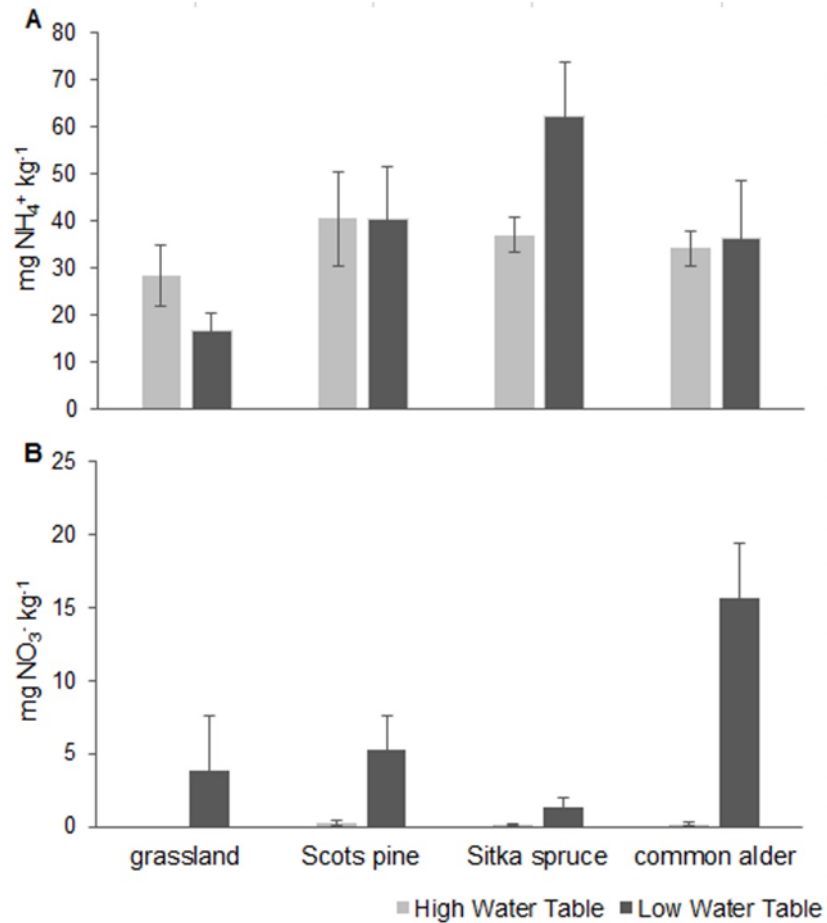 A
80
70
60
50
40
30
20
10
0
mg NH₄⁺ kg⁻¹
B
25
20
15
10
5
0
mg NO₃- kg⁻¹
grassland Scots pine Sitka spruce common alder
High Water Table Low Water Table